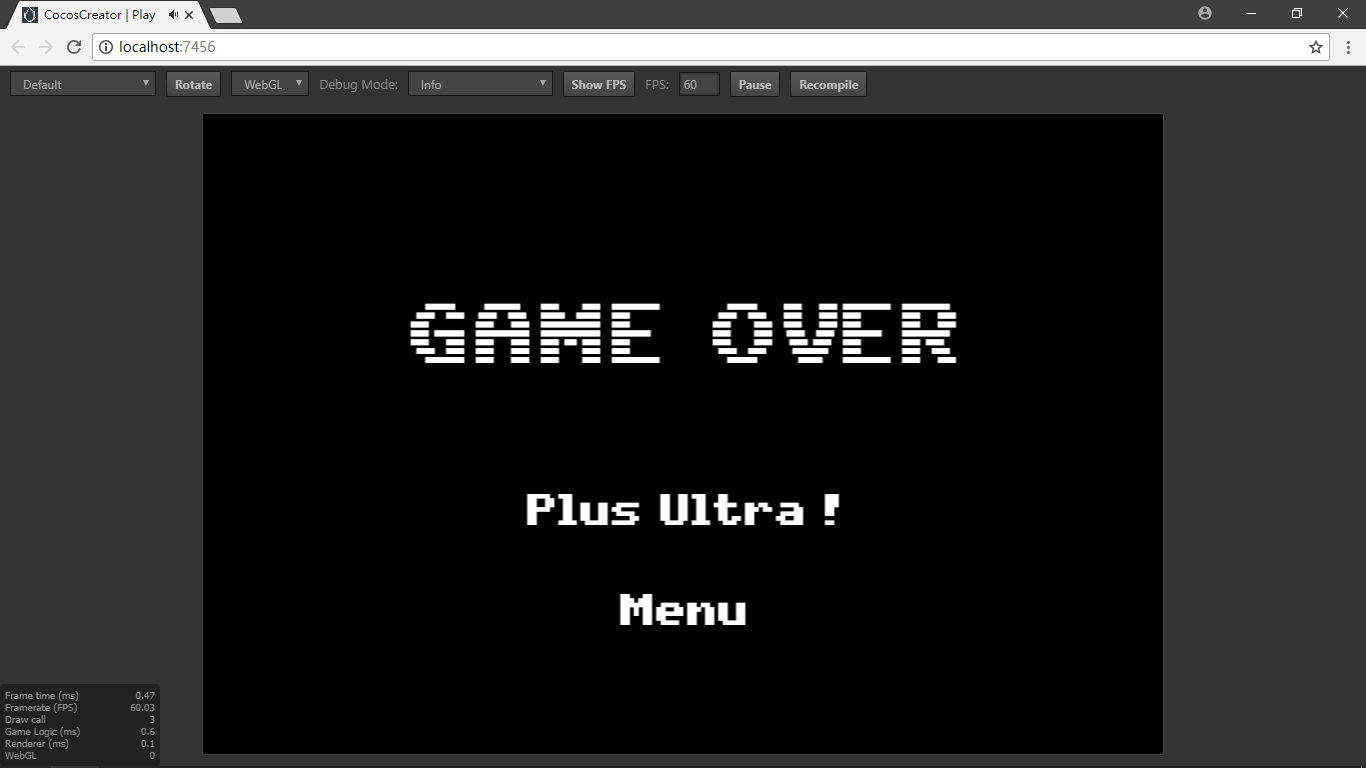 CocosCreator | Play
localhost:7456
Default Rotate WebGL Debug Mode: Info Show FPS FPS: 60 Pause Recompile
GAME OVER
Plus Ultra !
Menu
Frame time (ms) 0.47
Framerate (FPS) 60.03
Draw call 3
Game Logic (ms) 0.6
Renderer (ms) 0.1
WebGL 0